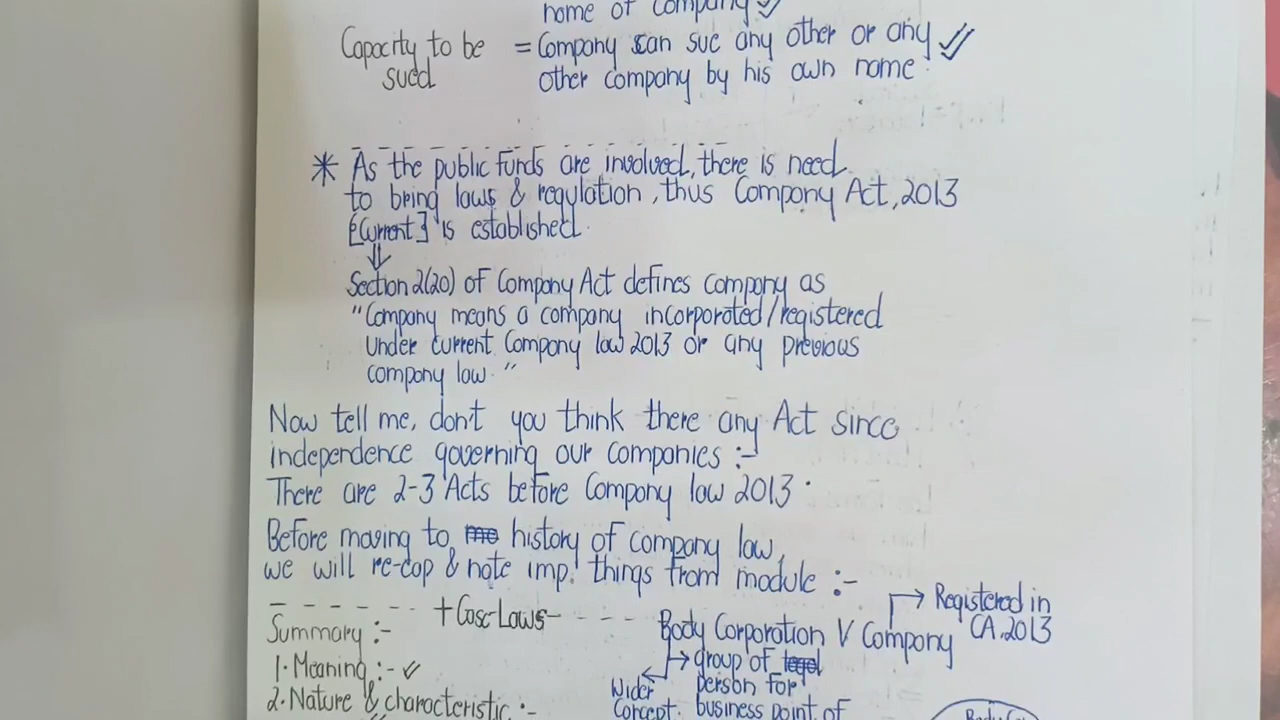 name of Company ✓
Capacity to be sued = Company can sue any other or any
other company by his own name.
* As the public funds are involved, there is need
to bring laws & regulation, thus Company Act, 2013
[Current] is established.
Section 2(20) of Company Act defines company as
"Company means a company incorporated/registered
under current Company law 2013 or any previous
company law."
Now tell me, don't you think there any Act since
independence governing our companies :-
There are 2-3 Acts before Company law 2013.
Before moving to history of company law,
we will re-cap & note imp. things from module :-
+ Case-Laws
Summary :-
1. Meaning :- ✓
2. Nature & characteristic :-
Body Corporation V Company
→ Registered in
CA.2013
→ group of legal
person for
business point of
Wider
Concept.